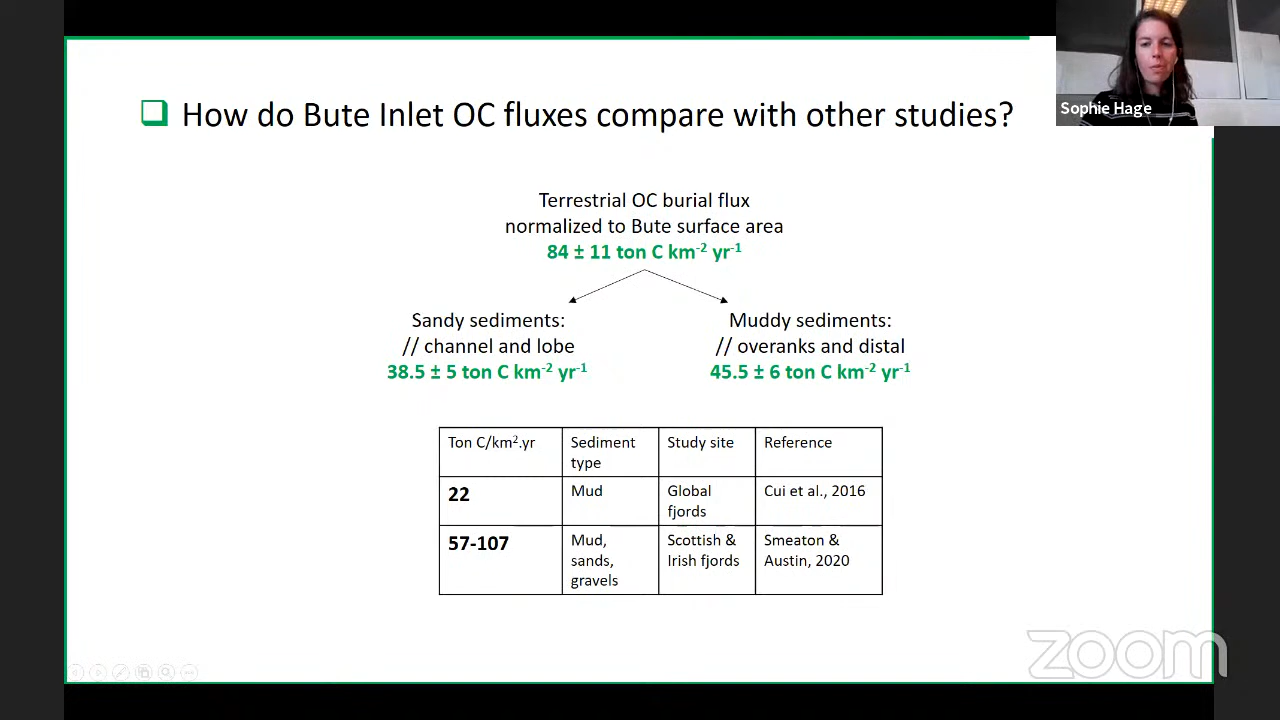 How do Bute Inlet OC fluxes compare with other studies?
Sophie Hage
Terrestrial OC burial flux
normalized to Bute surface area
84 ± 11 ton C km⁻² yr⁻¹
Sandy sediments:
// channel and lobe
38.5 ± 5 ton C km⁻² yr⁻¹
Muddy sediments:
// overanks and distal
45.5 ± 6 ton C km⁻² yr⁻¹
Ton C/km².yr
Sediment
type
Study site
Reference
22
Mud
Global
fjords
Cui et al., 2016
57-107
Mud,
sands,
gravels
Scottish &
Irish fjords
Smeaton &
Austin, 2020
zoom